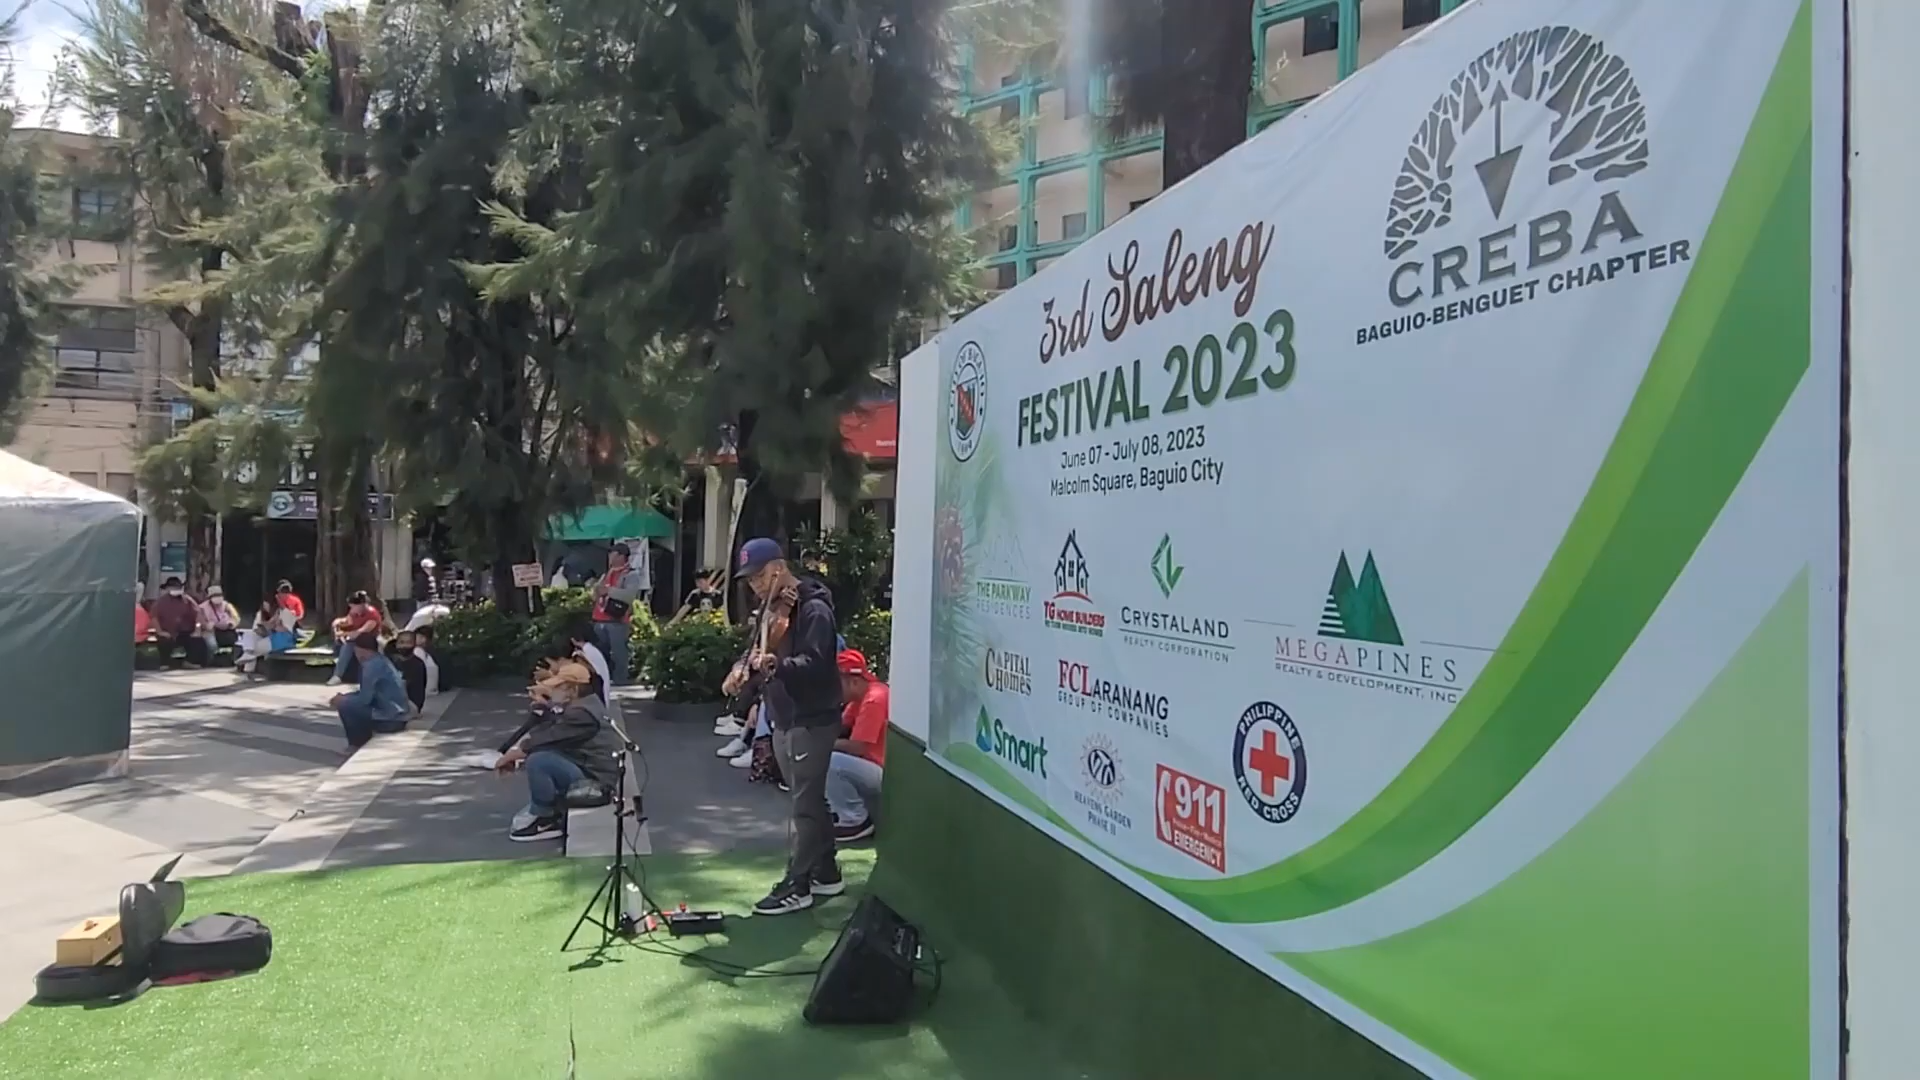 CREBA
BAGUIO-BENGUET CHAPTER
3rd Saleng
FESTIVAL 2023
June 07 - July 08, 2023
Malcolm Square, Baguio City
THE PARKWAY
RESIDENCES
TG HOME BUILDERS
CRYSTALAND
REALTY CORPORATION
MEGAPINES
REALTY & DEVELOPMENT, INC
CAPITAL
HOMES
FCLARANANG
GROUP OF COMPANIES
Smart
HEAVENS GARDEN
PHASE II
911
EMERGENCY
PHILIPPINE
RED CROSS